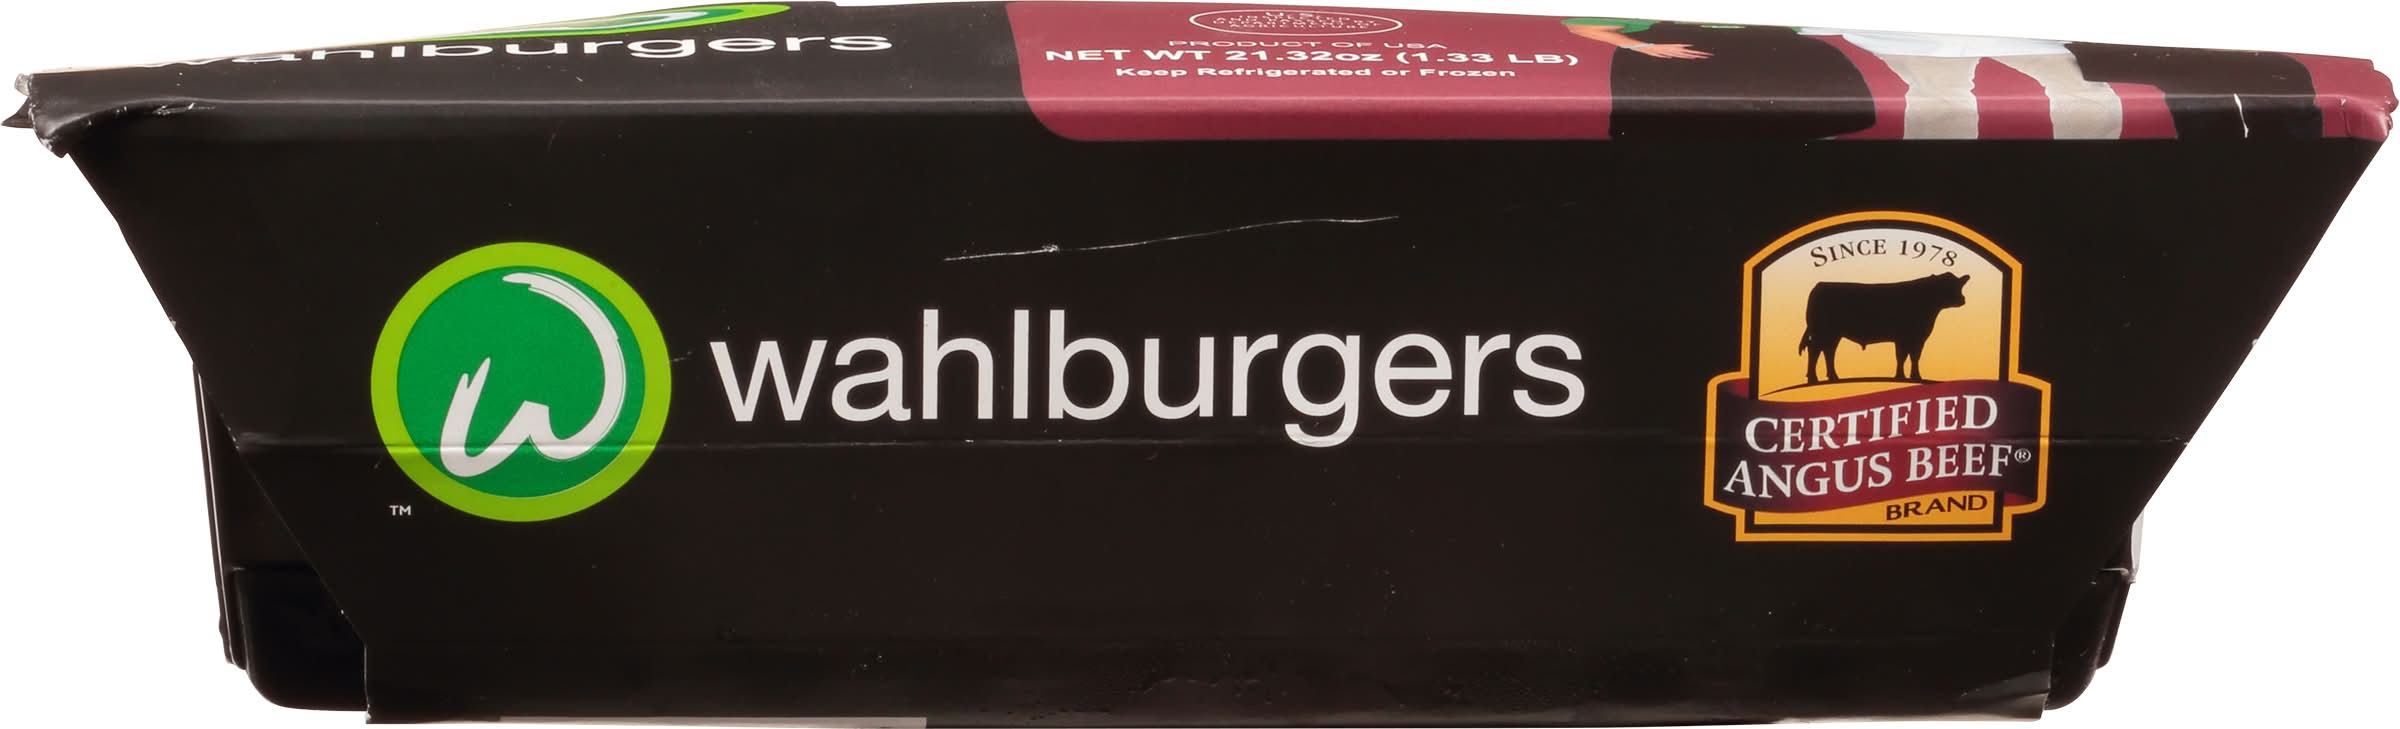 wahlburgers
PRODUCT OF USA
NET WT 21.32oz (1.33 LB)
Keep Refrigerated or Frozen
W
wahlburgers
TM
SINCE 1978
CERTIFIED
ANGUS BEEF®
BRAND